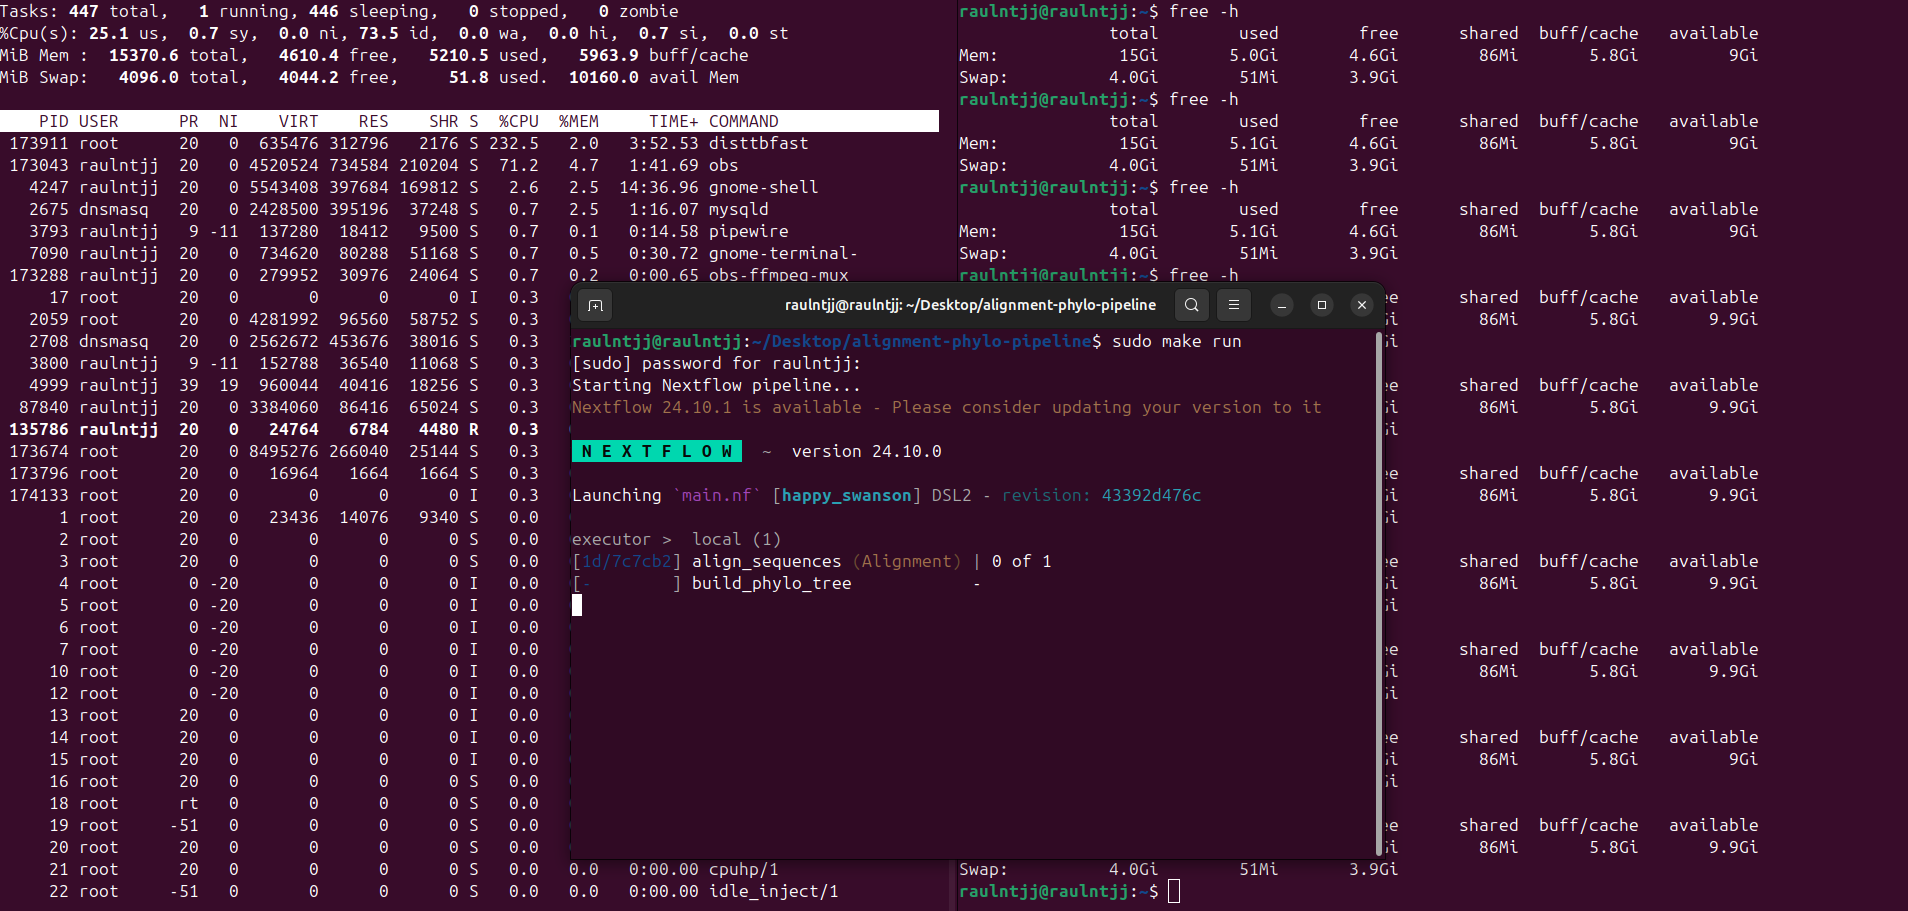 Tasks: 447 total,   1 running, 446 sleeping,   0 stopped,   0 zombie
%Cpu(s): 25.1 us,  0.7 sy,  0.0 ni, 73.5 id,  0.0 wa,  0.0 hi,  0.7 si,  0.0 st
MiB Mem :  15370.6 total,   4610.4 free,   5210.5 used,   5963.9 buff/cache
MiB Swap:   4096.0 total,   4044.2 free,     51.8 used.  10160.0 avail Mem
PID USER      PR  NI    VIRT    RES    SHR S  %CPU  %MEM     TIME+ COMMAND
173911 root      20   0  635476 312796   2176 S 232.5   2.0   3:52.53 disttbfast
173043 raulntjj  20   0 4520524 734584 210204 S  71.2   4.7   1:41.69 obs
4247 raulntjj  20   0 5543408 397684 169812 S   2.6   2.5  14:36.96 gnome-shell
2675 dnsmasq   20   0 2428500 395196  37248 S   0.7   2.5   1:16.07 mysqld
3793 raulntjj   9 -11  137280  18412   9500 S   0.7   0.1   0:14.58 pipewire
7090 raulntjj  20   0  734620  80288  51168 S   0.7   0.5   0:30.72 gnome-terminal-
173288 raulntjj  20   0  279952  30976  24064 S   0.7   0.2   0:00.65 obs-ffmpeg-mux
17 root      20   0       0      0      0 I   0.3
2059 root      20   0 4281992  96560  58752 S   0.3
2708 dnsmasq   20   0 2562672 453676  38016 S   0.3
3800 raulntjj   9 -11  152788  36540  11068 S   0.3
4999 raulntjj  39  19  960044  40416  18256 S   0.3
87840 raulntjj  20   0 3384060  86416  65024 S   0.3
135786 raulntjj  20   0   24764   6784   4480 R   0.3
173674 root      20   0 8495276 266040  25144 S   0.3
173796 root      20   0   16964   1664   1664 S   0.3
174133 root      20   0       0      0      0 I   0.3
1 root      20   0   23436  14076   9340 S   0.0
2 root      20   0       0      0      0 S   0.0
3 root      20   0       0      0      0 S   0.0
4 root       0 -20       0      0      0 I   0.0
5 root       0 -20       0      0      0 I   0.0
6 root       0 -20       0      0      0 I   0.0
7 root       0 -20       0      0      0 I   0.0
10 root       0 -20       0      0      0 I   0.0
12 root       0 -20       0      0      0 I   0.0
13 root      20   0       0      0      0 I   0.0
14 root      20   0       0      0      0 I   0.0
15 root      20   0       0      0      0 I   0.0
16 root      20   0       0      0      0 S   0.0
18 root      rt   0       0      0      0 S   0.0
19 root     -51   0       0      0      0 S   0.0
20 root      20   0       0      0      0 S   0.0
21 root      20   0       0      0      0 S   0.0   0.0   0:00.00 cpuhp/1
22 root     -51   0       0      0      0 S   0.0   0.0   0:00.00 idle_inject/1
raulntjj@raulntjj:~$ free -h
total        used        free      shared  buff/cache   available
Mem:            15Gi       5.0Gi       4.6Gi        86Mi       5.8Gi         9Gi
Swap:          4.0Gi        51Mi       3.9Gi
raulntjj@raulntjj:~$ free -h
total        used        free      shared  buff/cache   available
Mem:            15Gi       5.1Gi       4.6Gi        86Mi       5.8Gi         9Gi
Swap:          4.0Gi        51Mi       3.9Gi
raulntjj@raulntjj:~$ free -h
total        used        free      shared  buff/cache   available
Mem:            15Gi       5.1Gi       4.6Gi        86Mi       5.8Gi         9Gi
Swap:          4.0Gi        51Mi       3.9Gi
raulntjj@raulntjj:~$ free -h
shared  buff/cache   available
86Mi       5.8Gi       9.9Gi
shared  buff/cache   available
86Mi       5.8Gi       9.9Gi
shared  buff/cache   available
86Mi       5.8Gi       9.9Gi
shared  buff/cache   available
86Mi       5.8Gi       9.9Gi
shared  buff/cache   available
86Mi       5.8Gi       9.9Gi
shared  buff/cache   available
86Mi       5.8Gi         9Gi
shared  buff/cache   available
86Mi       5.8Gi       9.9Gi
Swap:          4.0Gi        51Mi       3.9Gi
raulntjj@raulntjj:~$
raulntjj@raulntjj: ~/Desktop/alignment-phylo-pipeline
raulntjj@raulntjj:~/Desktop/alignment-phylo-pipeline$ sudo make run
[sudo] password for raulntjj:
Starting Nextflow pipeline...
Nextflow 24.10.1 is available - Please consider updating your version to it
N E X T F L O W   ~  version 24.10.0
Launching `main.nf` [happy_swanson] DSL2 - revision: 43392d476c
executor >  local (1)
[1d/7c7cb2] align_sequences (Alignment) | 0 of 1
[-        ] build_phylo_tree            -